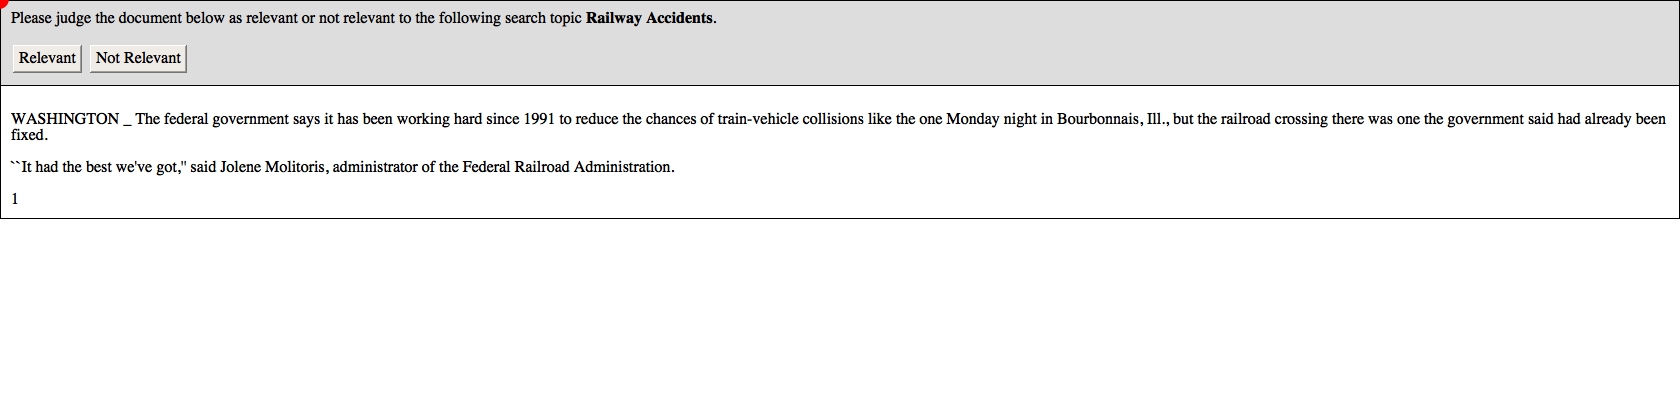 Please judge the document below as relevant or not relevant to the following search topic Railway Accidents.
Relevant Not Relevant
WASHINGTON _ The federal government says it has been working hard since 1991 to reduce the chances of train-vehicle collisions like the one Monday night in Bourbonnais, Ill., but the railroad crossing there was one the government said had already been
fixed.
``It had the best we've got,'' said Jolene Molitoris, administrator of the Federal Railroad Administration.
1